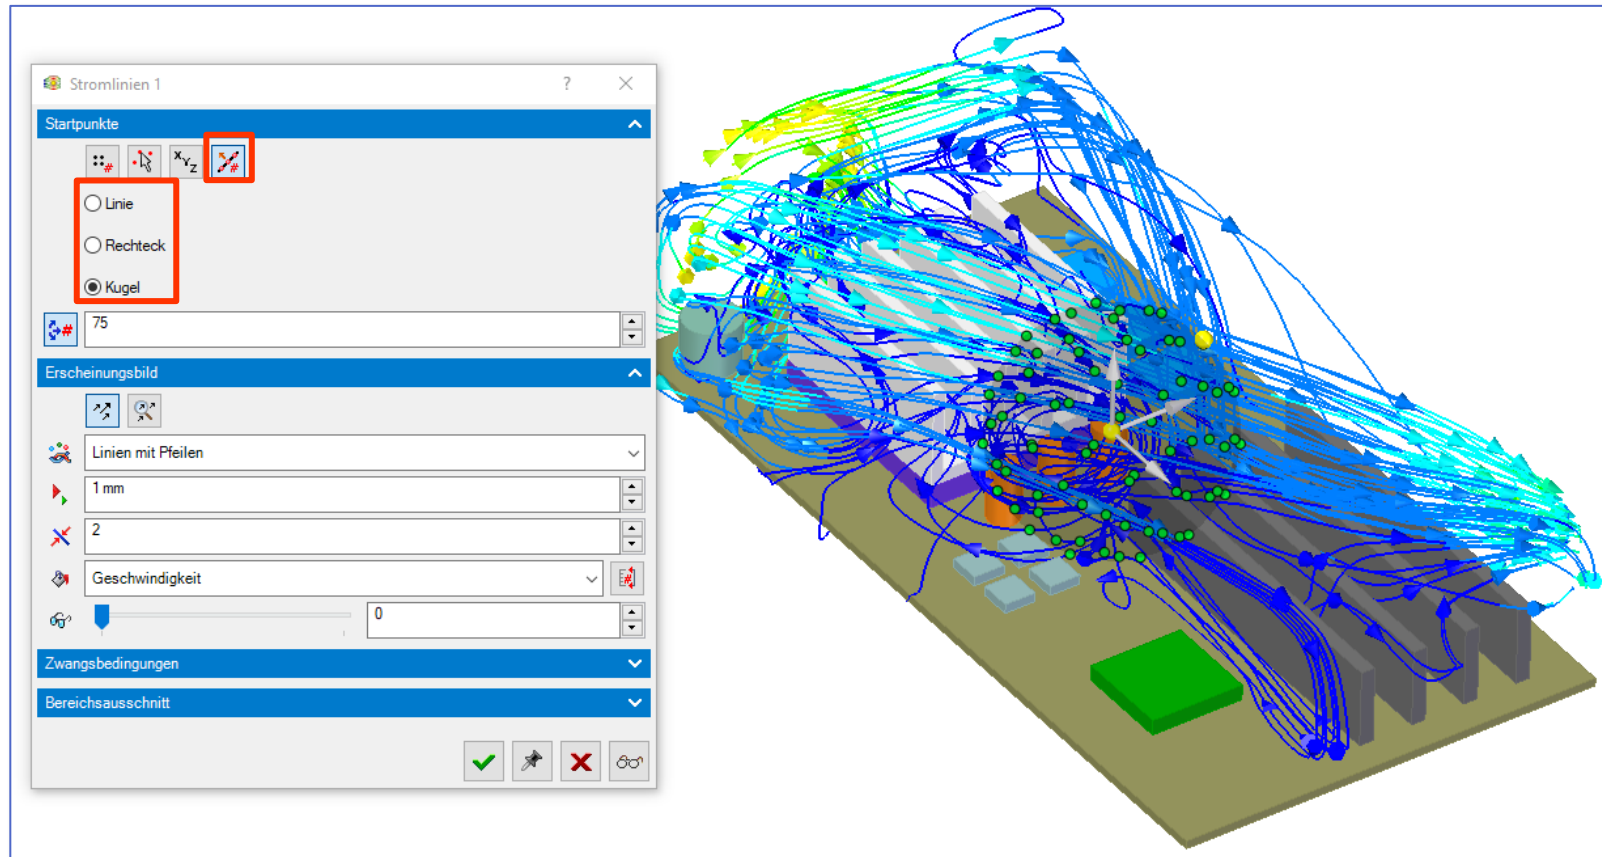 Stromlinien 1
?
Startpunkte
#
X Y Z
#
Linie
Rechteck
Kugel
#
75
Erscheinungsbild
Linien mit Pfeilen
1 mm
2
Geschwindigkeit
#
0
Zwangsbedingungen
Bereichsausschnitt